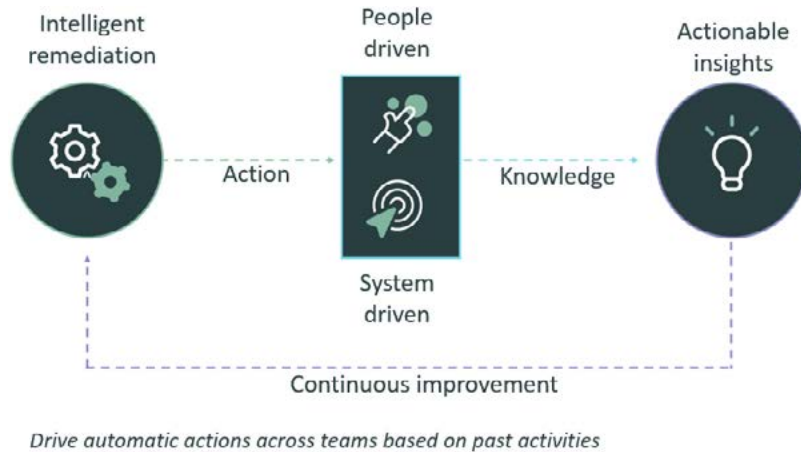 Intelligent
remediation
People
driven
Actionable
insights
Action
Knowledge
System
driven
Continuous improvement
Drive automatic actions across teams based on past activities